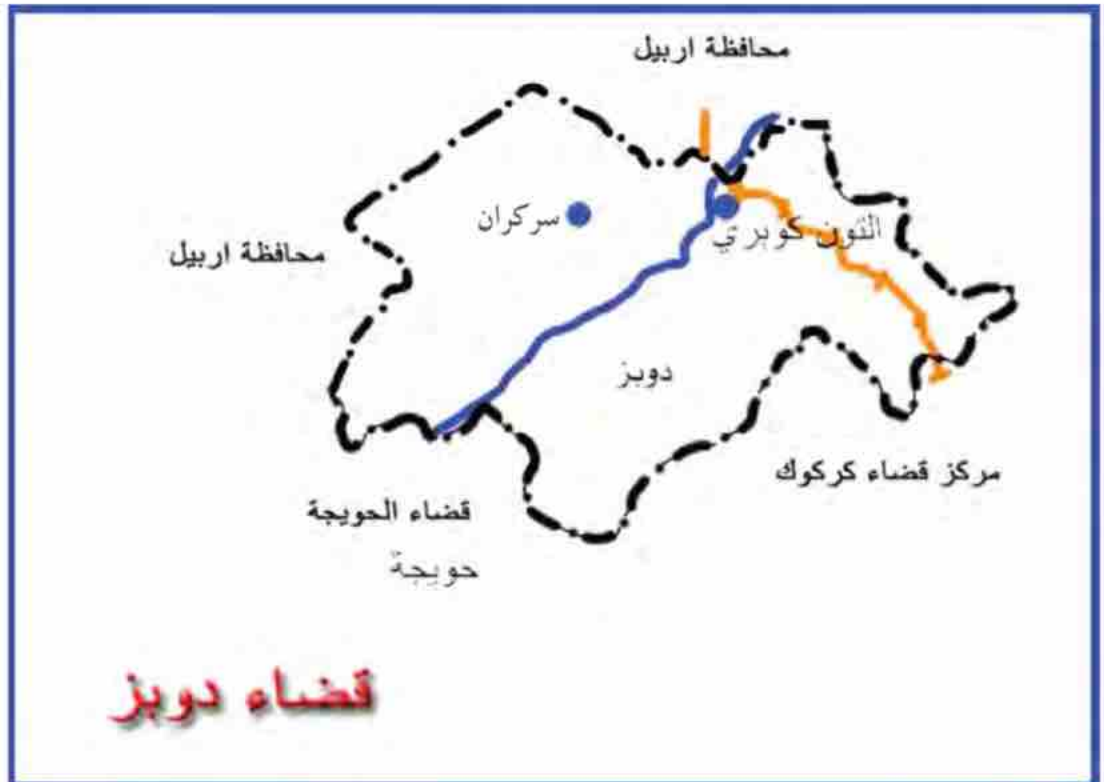 محافظة اربيل
سركران
التون كوبري
محافظة اربيل
دوبز
مركز قضاء كركوك
قضاء الحويجة
حويجة
قضاء دوبز